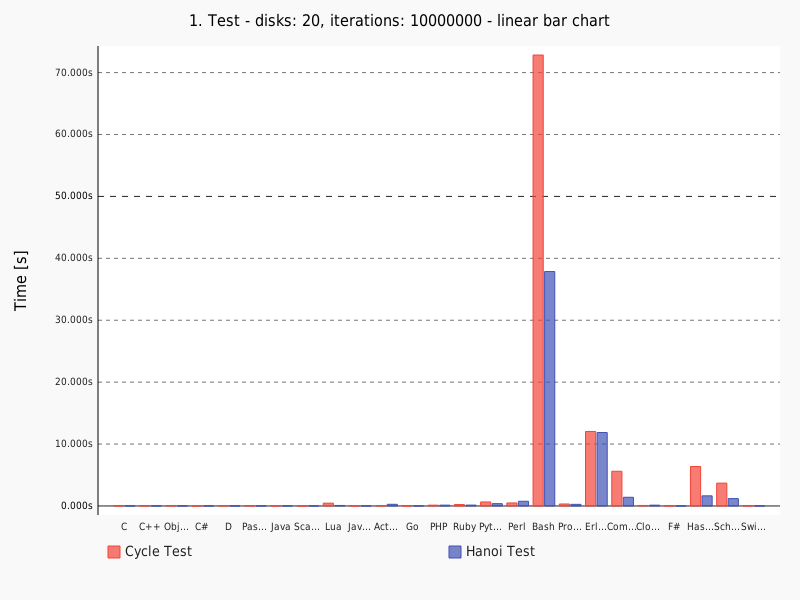 1. Test - disks: 20, iterations: 10000000 - linear bar chart
Time [s]
70.000s
60.000s
50.000s
40.000s
30.000s
20.000s
10.000s
0.000s
C C++ Obj... C# D Pas... Java Sca... Lua Jav... Act... Go PHP Ruby Pyt... Perl Bash Pro... Erl... Com... Clo... F# Has... Sch... Swi...
Cycle Test Hanoi Test